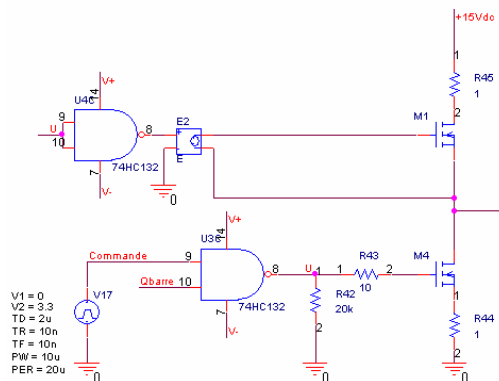 +15Vdc
1
R45
1
2
V+
14
U4C
9
U
10
8
7
74HC132
V-
E2
+
-
E
0
M1
V+
14
U3C
Commande
9
Qbarre
10
8
7
74HC132
V-
0
U
1
R42
20k
2
0
1
R43
2
10
M4
1
R44
1
2
0
V17
V1 = 0
V2 = 3.3
TD = 2u
TR = 10n
TF = 10n
PW = 10u
PER = 20u
0